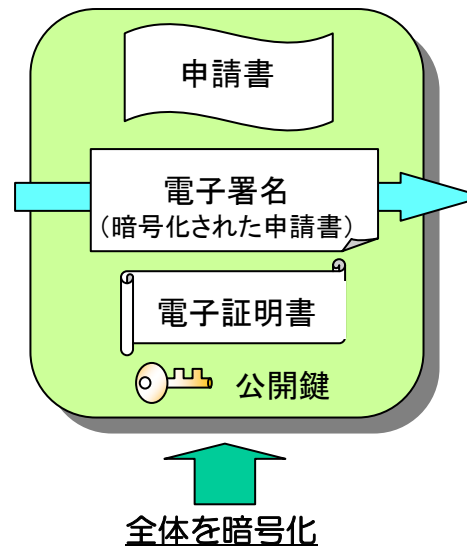 申請書
電子署名
(暗号化された申請書)
電子証明書
公開鍵
全体を暗号化